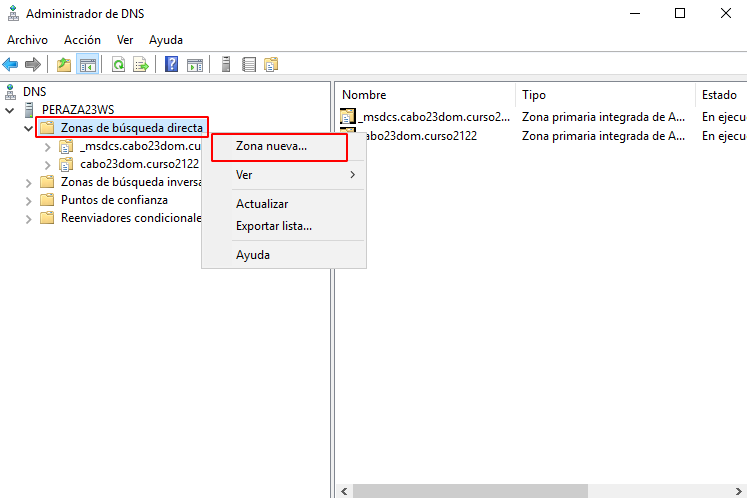 Administrador de DNS
Archivo Acción Ver Ayuda
DNS
PERAZA23WS
Zonas de búsqueda directa
_msdcs.cabo23dom.cu
cabo23dom.curso2122
Zonas de búsqueda invers
Puntos de confianza
Reenviadores condicionale
Zona nueva...
Ver
Actualizar
Exportar lista...
Ayuda
Nombre Tipo Estado
_msdcs.cabo23dom.curso2... Zona primaria integrada de A... En ejecu
cabo23dom.curso2122 Zona primaria integrada de A... En ejecu